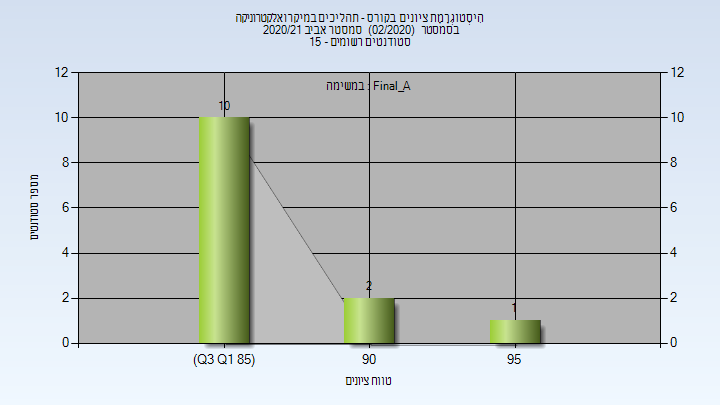 היסטוגרמת ציונים בקורס - תהליכים במיקרואלקטרוניקה
בסמסטר (02/2020) סמסטר אביב 2020/21
סטודנטים רשומים - 15
במשימה : Final_A
12 12
10 10
8 8
6 6
4 4
2 2
0 0
10
2
1
מספר סטודנטים
(Q3 Q1 85) 90 95
טווח ציונים